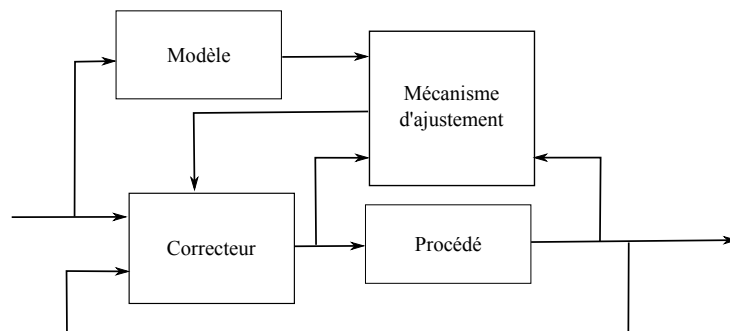 Modèle
Mécanisme
d'ajustement
Correcteur
Procédé